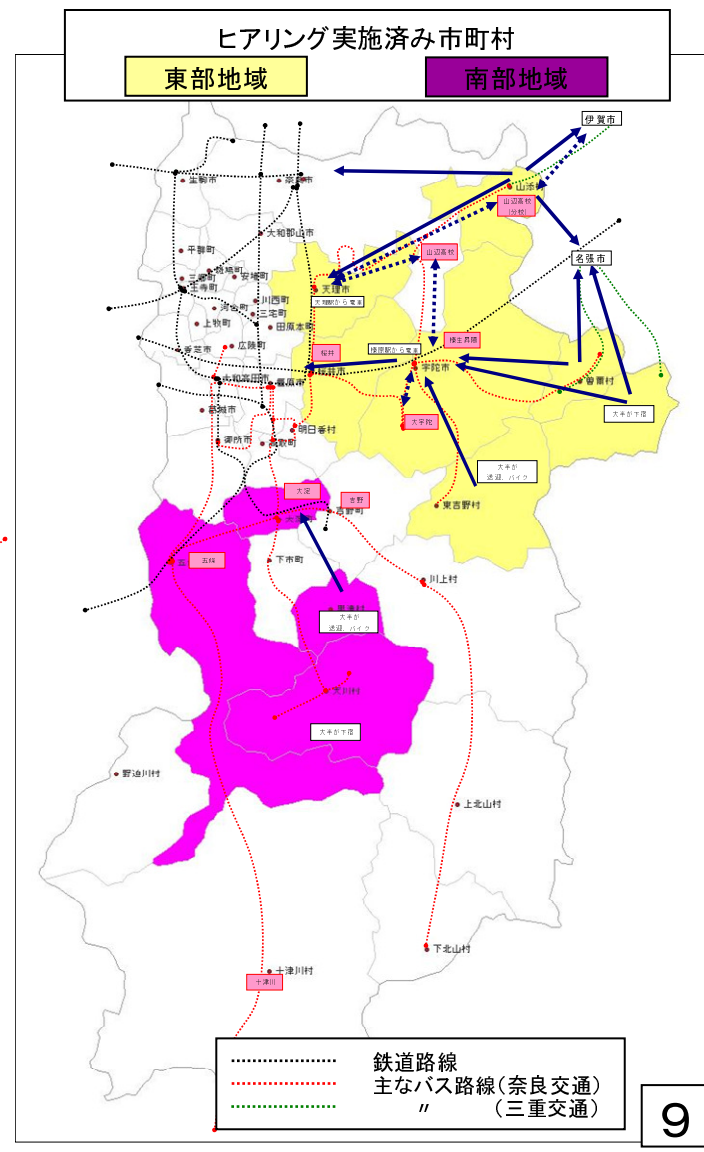 ヒアリング実施済み市町村
東部地域
南部地域
伊賀市
生駒市
山添村
山辺高校
(分校)
大和郡山市
山辺高校
名張市
平群町
安堵町
天理市
川西町
天理駅から電車
河合町
三宅町
上牧町
田原本町
榛生昇陽
広陵町
桜井
榛原駅から電車
香芝市
宇陀市
大和高田市
橿原市
桜井市
曽爾村
葛城市
大手が下宿
大宇陀
明日香村
御所市
高取町
大手が
送迎、バイク
大淀
吉野
東吉野村
吉野町
五條
下市町
川上村
黒滝村
大手が
送迎、バイク
天川村
大手が下宿
野迫川村
上北山村
下北山村
十津川村
十津川
鉄道路線
主なバス路線(奈良交通)
〃 (三重交通)
9